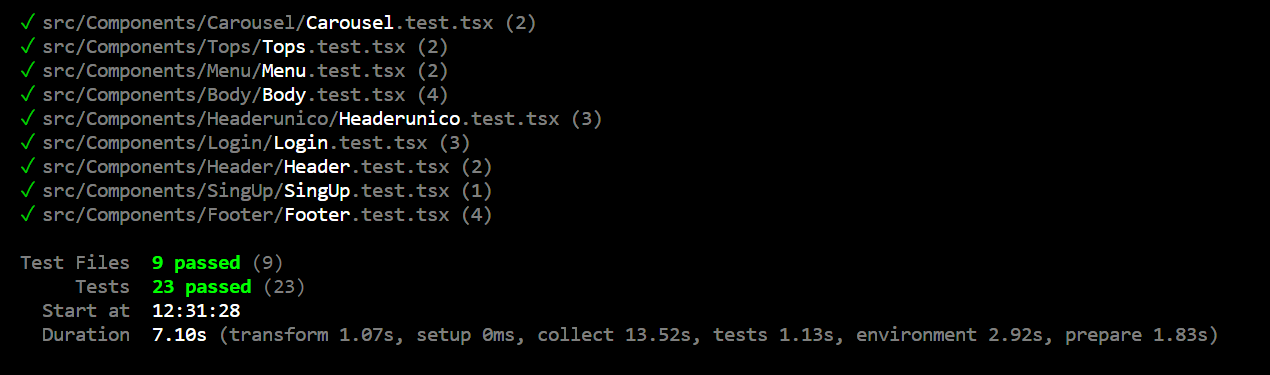 ✓ src/Components/Carousel/Carousel.test.tsx (2)
✓ src/Components/Tops/Tops.test.tsx (2)
✓ src/Components/Menu/Menu.test.tsx (2)
✓ src/Components/Body/Body.test.tsx (4)
✓ src/Components/Headerunico/Headerunico.test.tsx (3)
✓ src/Components/Login/Login.test.tsx (3)
✓ src/Components/Header/Header.test.tsx (2)
✓ src/Components/SingUp/SingUp.test.tsx (1)
✓ src/Components/Footer/Footer.test.tsx (4)
Test Files 9 passed (9)
Tests 23 passed (23)
Start at 12:31:28
Duration 7.10s (transform 1.07s, setup 0ms, collect 13.52s, tests 1.13s, environment 2.92s, prepare 1.83s)